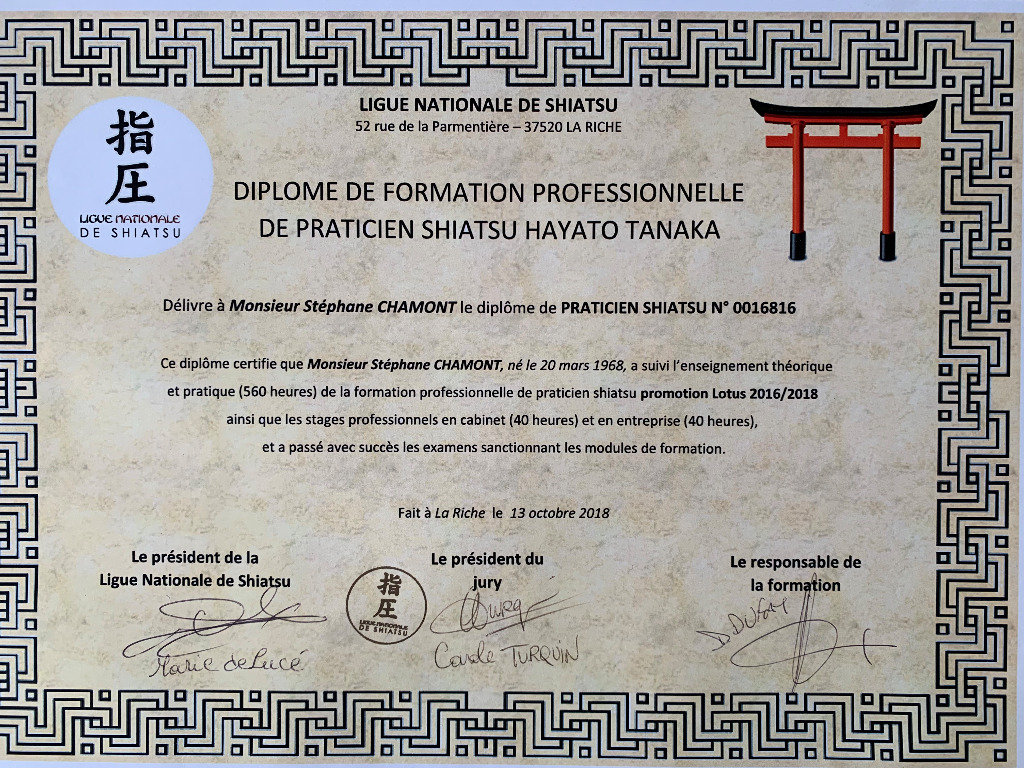 指
圧
LIGUE NATIONALE
DE SHIATSU
LIGUE NATIONALE DE SHIATSU
52 rue de la Parmentière – 37520 LA RICHE
DIPLOME DE FORMATION PROFESSIONNELLE
DE PRATICIEN SHIATSU HAYATO TANAKA
Délivre à Monsieur Stéphane CHAMONT le diplôme de PRATICIEN SHIATSU N° 0016816
Ce diplôme certifie que Monsieur Stéphane CHAMONT, né le 20 mars 1968, a suivi l'enseignement théorique
et pratique (560 heures) de la formation professionnelle de praticien shiatsu promotion Lotus 2016/2018
ainsi que les stages professionnels en cabinet (40 heures) et en entreprise (40 heures),
et a passé avec succès les examens sanctionnant les modules de formation.
Fait à La Riche le 13 octobre 2018
Le président de la
Ligue Nationale de Shiatsu
Marie de Lucé
指
圧
LIGUE NATIONALE
DE SHIATSU
Le président du
jury
Carole TURQUIN
Le responsable de
la formation